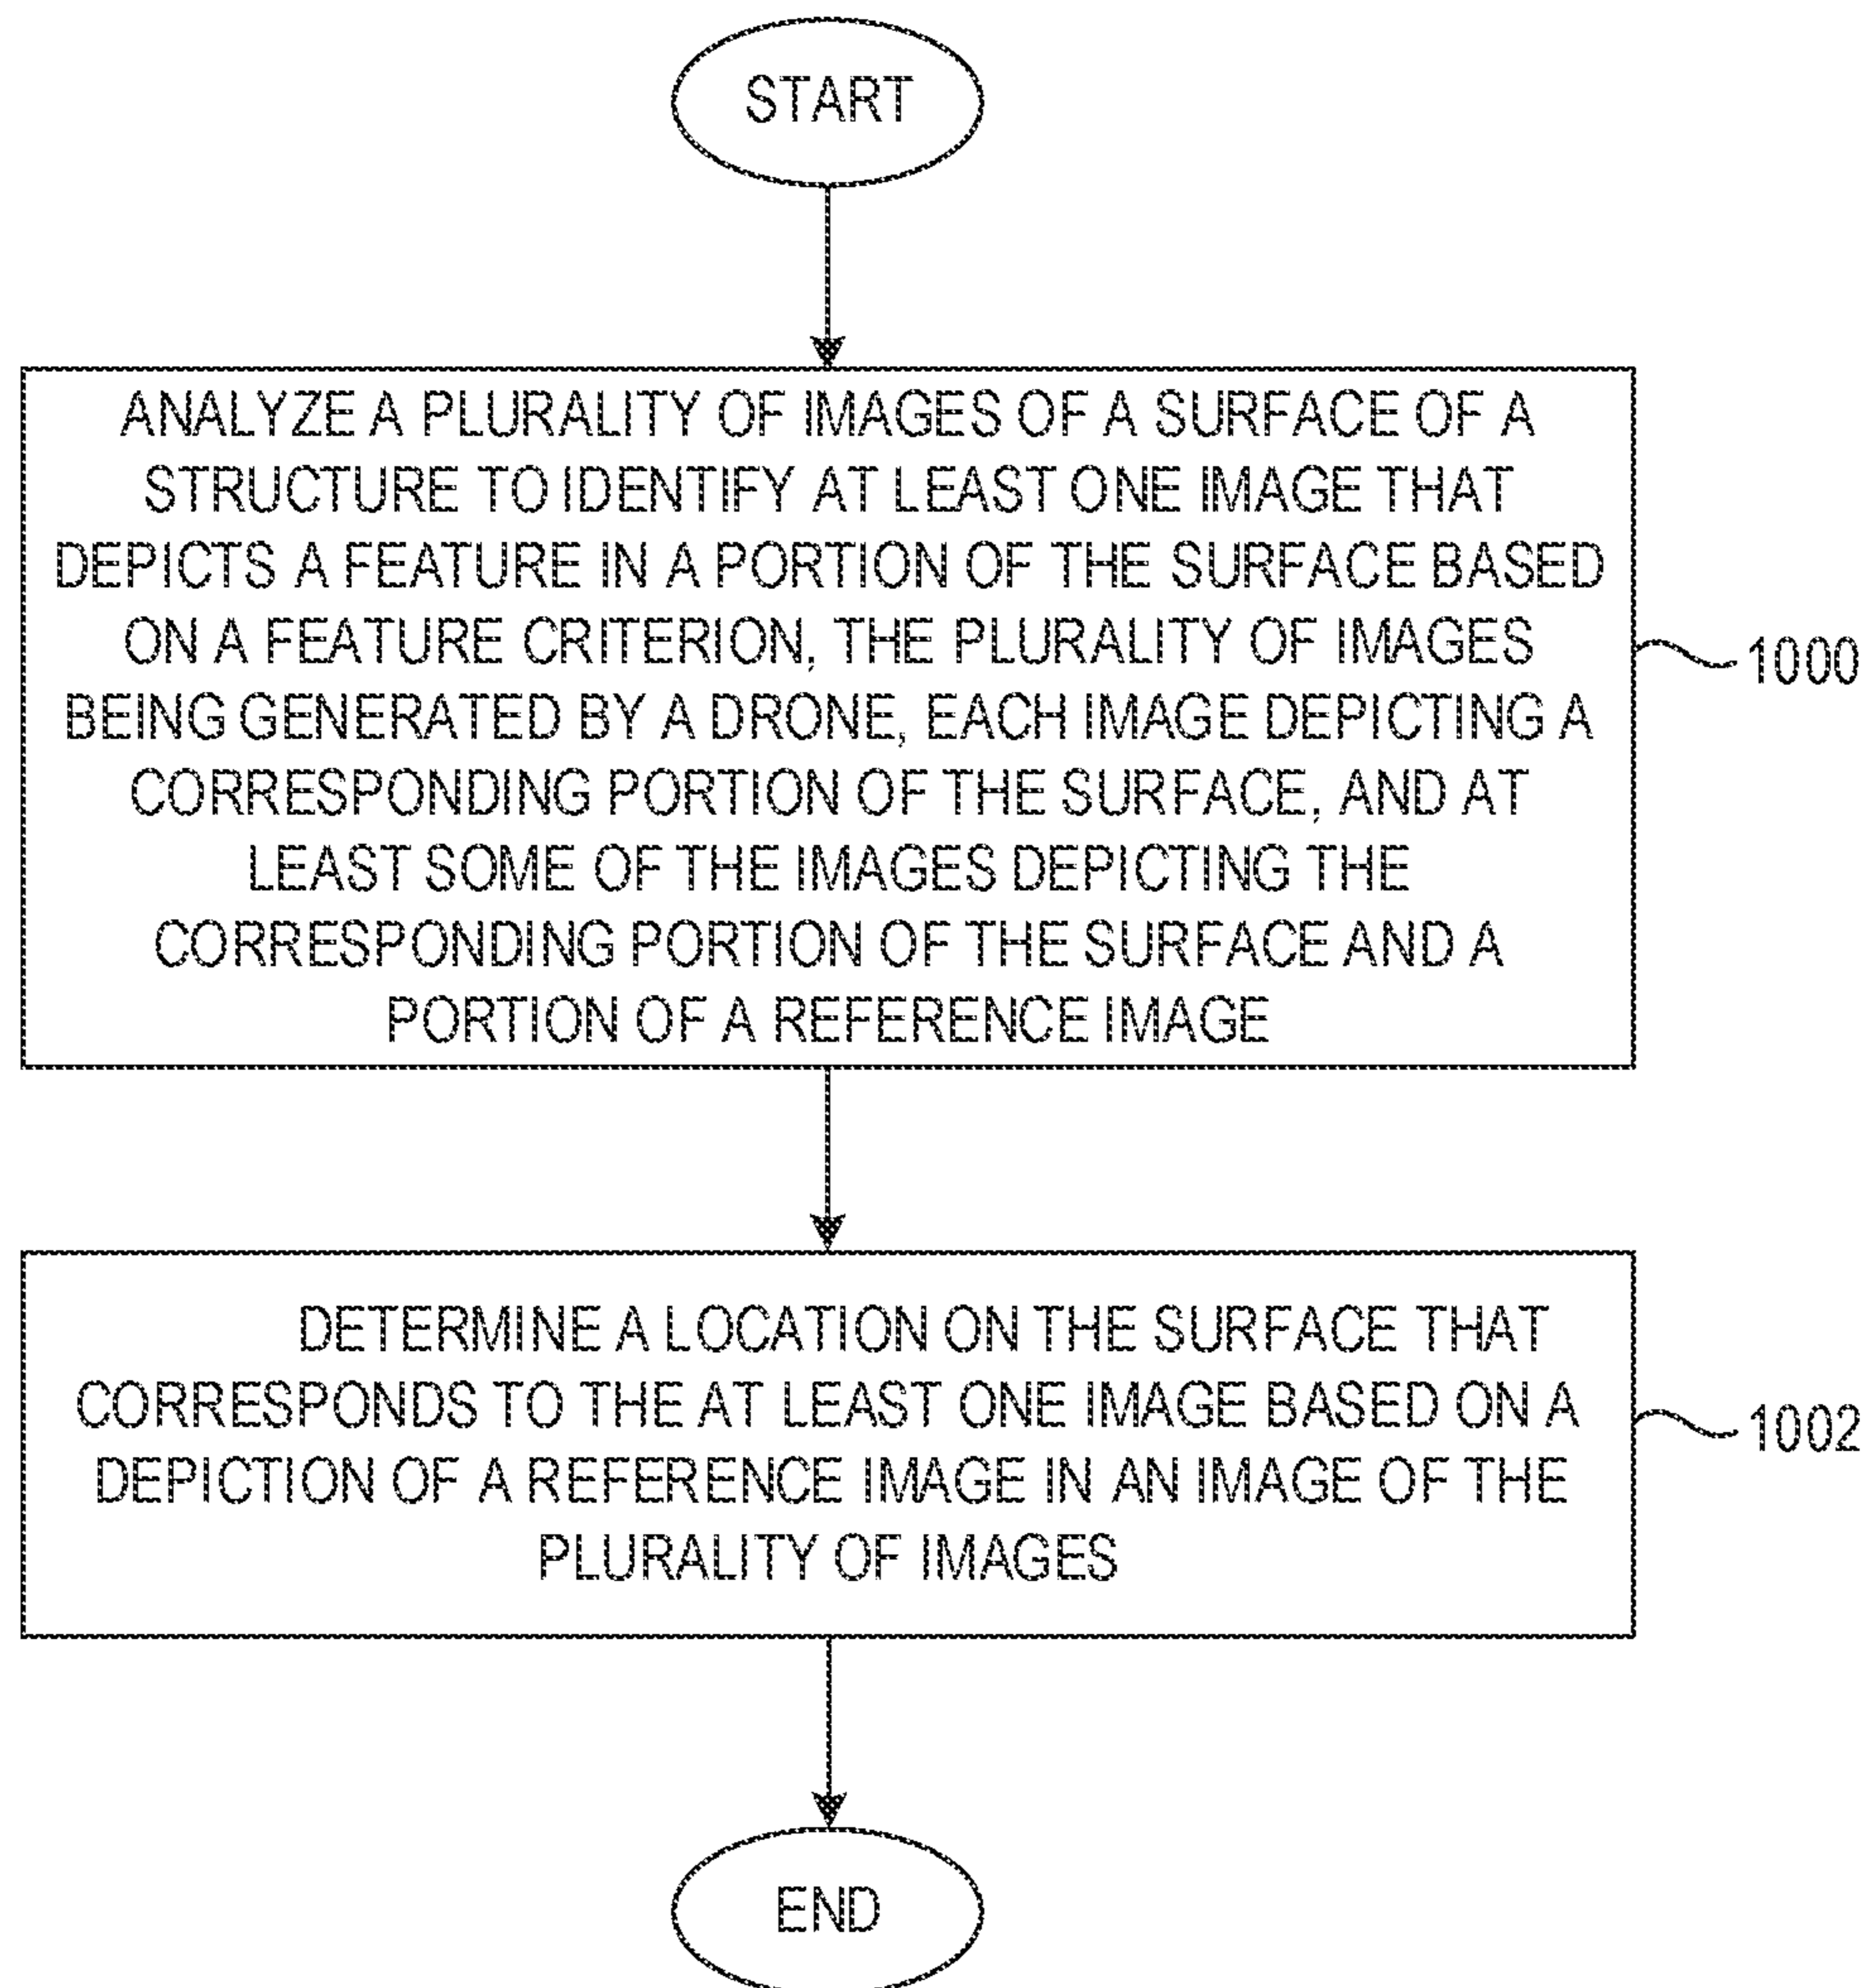 START
ANALYZE A PLURALITY OF IMAGES OF A SURFACE OF A
STRUCTURE TO IDENTIFY AT LEAST ONE IMAGE THAT
DEPICTS A FEATURE IN A PORTION OF THE SURFACE BASED
ON A FEATURE CRITERION, THE PLURALITY OF IMAGES
BEING GENERATED BY A DRONE, EACH IMAGE DEPICTING A
CORRESPONDING PORTION OF THE SURFACE, AND AT
LEAST SOME OF THE IMAGES DEPICTING THE
CORRESPONDING PORTION OF THE SURFACE AND A
PORTION OF A REFERENCE IMAGE
1000
DETERMINE A LOCATION ON THE SURFACE THAT
CORRESPONDS TO THE AT LEAST ONE IMAGE BASED ON A
DEPICTION OF A REFERENCE IMAGE IN AN IMAGE OF THE
PLURALITY OF IMAGES
1002
END